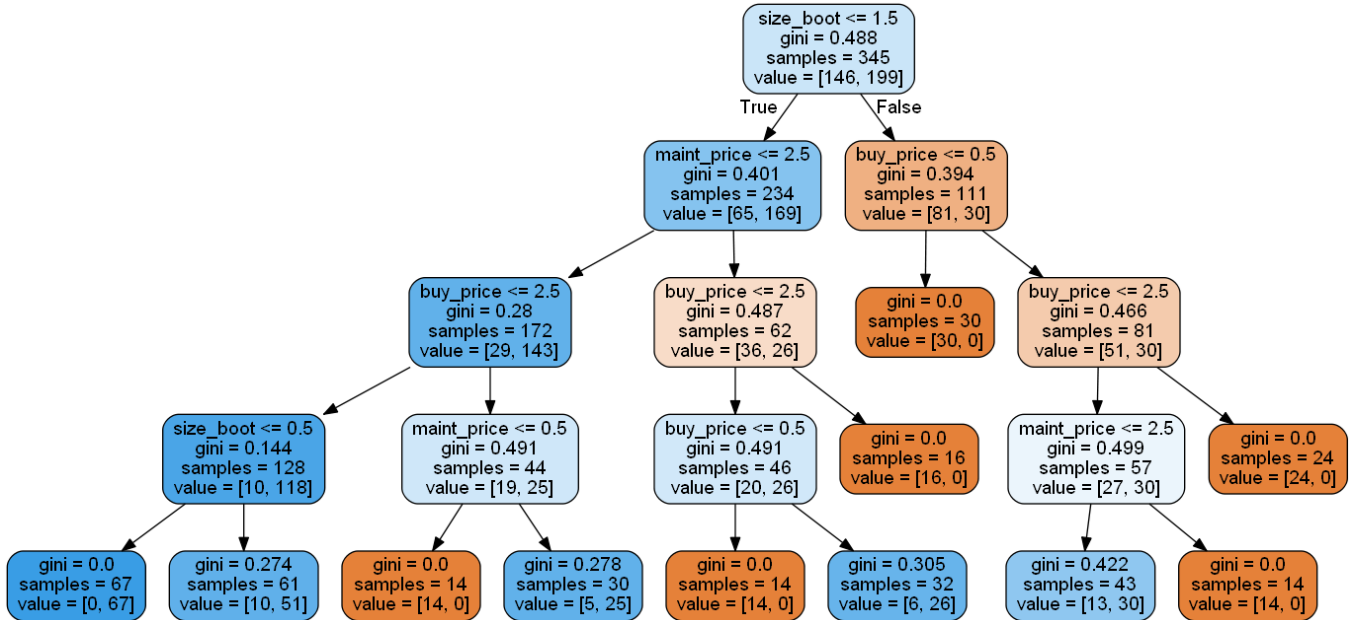 size_boot <= 1.5
gini = 0.488
samples = 345
value = [146, 199]
True
False
maint_price <= 2.5
gini = 0.401
samples = 234
value = [65, 169]
buy_price <= 0.5
gini = 0.394
samples = 111
value = [81, 30]
buy_price <= 2.5
gini = 0.28
samples = 172
value = [29, 143]
buy_price <= 2.5
gini = 0.487
samples = 62
value = [36, 26]
gini = 0.0
samples = 30
value = [30, 0]
buy_price <= 2.5
gini = 0.466
samples = 81
value = [51, 30]
size_boot <= 0.5
gini = 0.144
samples = 128
value = [10, 118]
maint_price <= 0.5
gini = 0.491
samples = 44
value = [19, 25]
buy_price <= 0.5
gini = 0.491
samples = 46
value = [20, 26]
gini = 0.0
samples = 16
value = [16, 0]
maint_price <= 2.5
gini = 0.499
samples = 57
value = [27, 30]
gini = 0.0
samples = 24
value = [24, 0]
gini = 0.0
samples = 67
value = [0, 67]
gini = 0.274
samples = 61
value = [10, 51]
gini = 0.0
samples = 14
value = [14, 0]
gini = 0.278
samples = 30
value = [5, 25]
gini = 0.0
samples = 14
value = [14, 0]
gini = 0.305
samples = 32
value = [6, 26]
gini = 0.422
samples = 43
value = [13, 30]
gini = 0.0
samples = 14
value = [14, 0]